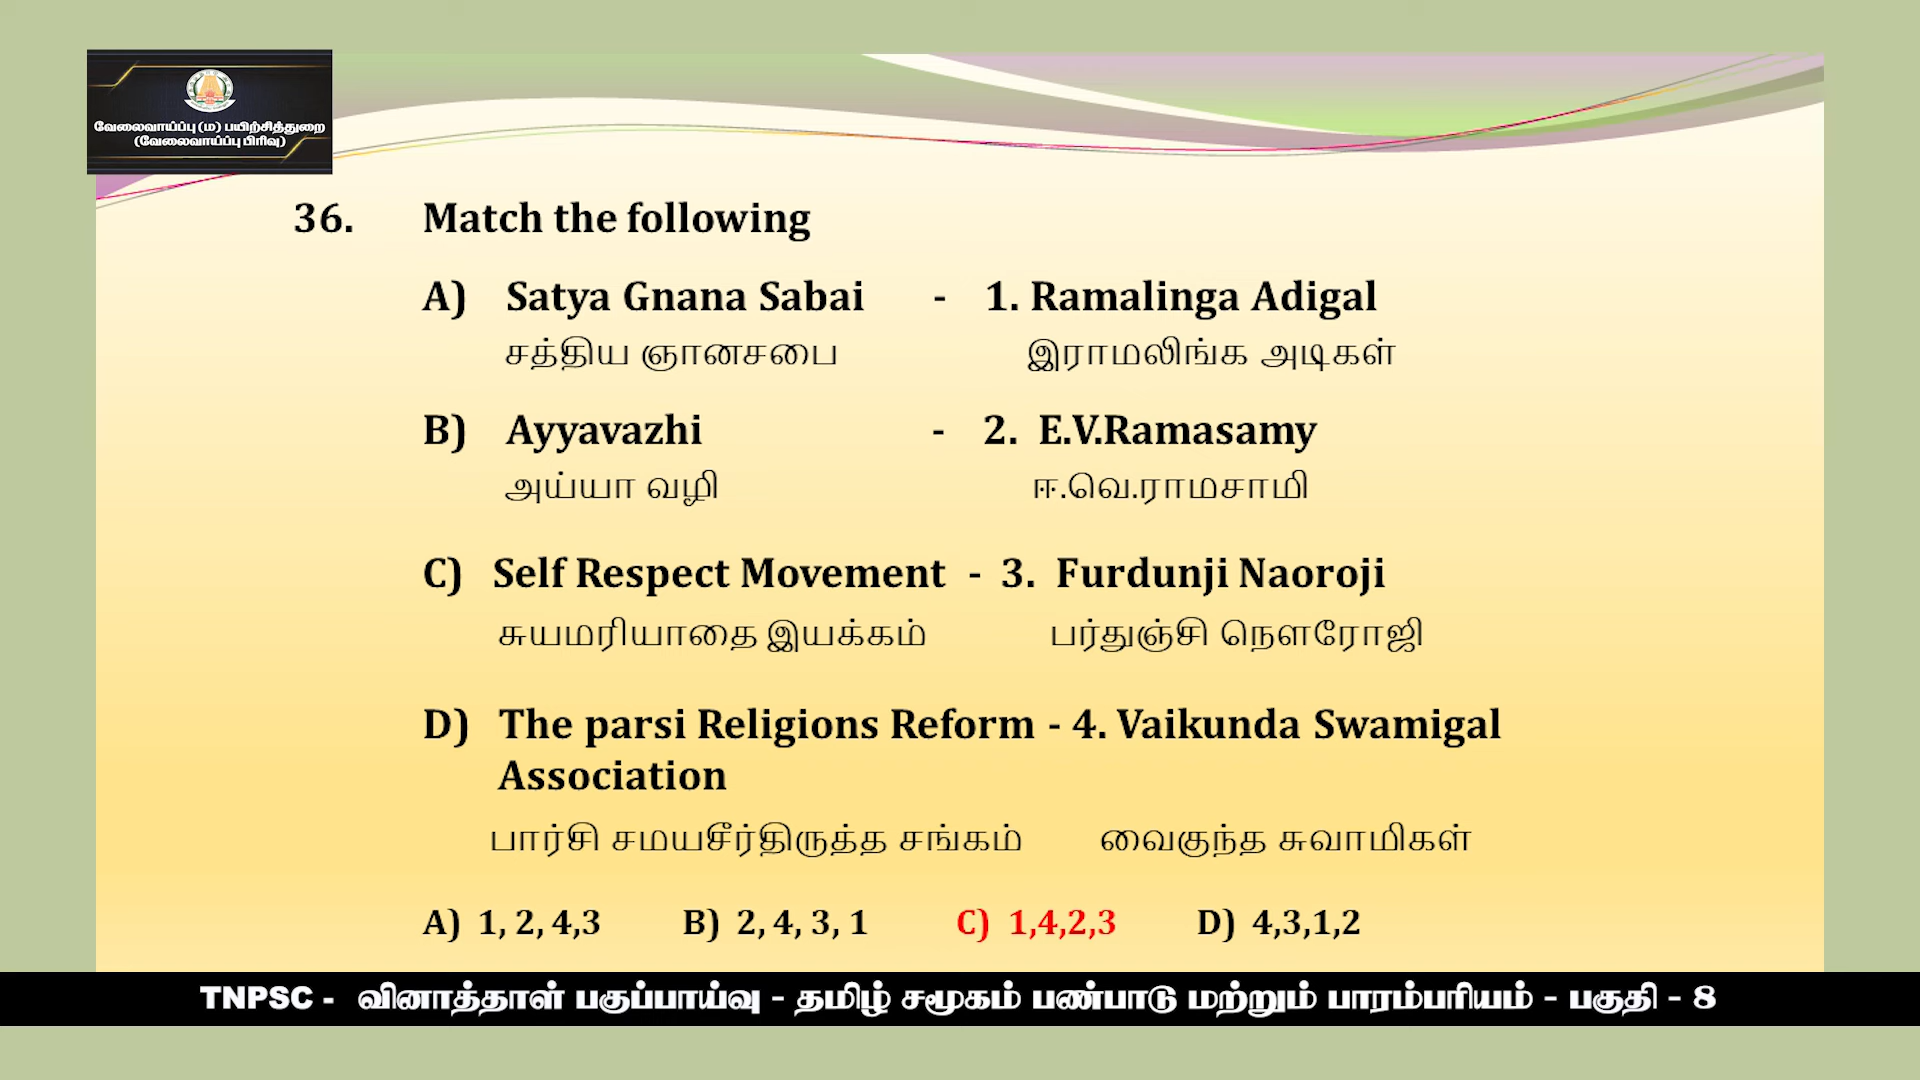 வேலைவாய்ப்பு (ம) பயிற்சித்துறை
(வேலைவாய்ப்பு பிரிவு)
36. Match the following
A) Satya Gnana Sabai - 1. Ramalinga Adigal
சத்திய ஞானசபை இராமலிங்க அடிகள்
B) Ayyavazhi - 2. E.V.Ramasamy
அய்யா வழி ஈ.வெ.ராமசாமி
C) Self Respect Movement - 3. Furdunji Naoroji
சுயமரியாதை இயக்கம் பர்துஞ்சி நௌரோஜி
D) The parsi Religions Reform - 4. Vaikunda Swamigal
Association
பார்சி சமயசீர்திருத்த சங்கம் வைகுந்த சுவாமிகள்
A) 1, 2, 4,3 B) 2, 4, 3, 1 C) 1,4,2,3 D) 4,3,1,2
TNPSC - வினாத்தாள் பகுப்பாய்வு - தமிழ் சமூகம் பண்பாடு மற்றும் பாரம்பரியம் - பகுதி - 8